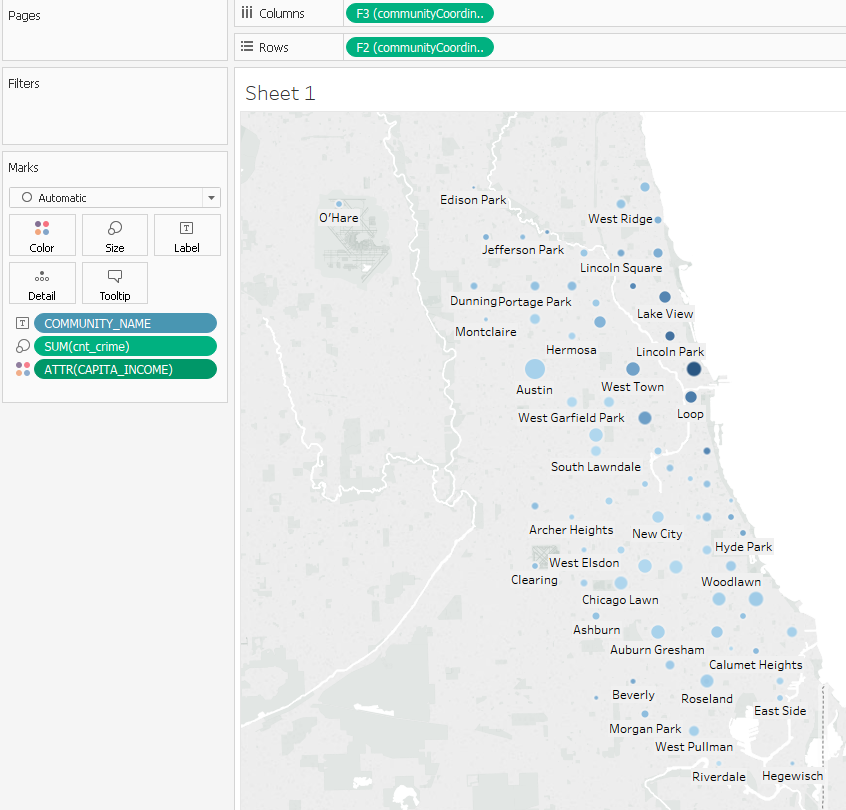 Pages
Columns
F3 (communityCoordin..
Rows
F2 (communityCoordin..
Filters
Sheet 1
Marks
Automatic
Color
Size
Label
Detail
Tooltip
COMMUNITY_NAME
SUM(cnt_crime)
ATTR(CAPITA_INCOME)
Edison Park
O'Hare
West Ridge
Jefferson Park
Lincoln Square
Dunning
Portage Park
Lake View
Montclaire
Hermosa
Lincoln Park
Austin
West Town
West Garfield Park
Loop
South Lawndale
Archer Heights
New City
Hyde Park
West Elsdon
Clearing
Woodlawn
Chicago Lawn
Ashburn
Auburn Gresham
Calumet Heights
Beverly
Roseland
East Side
Morgan Park
West Pullman
Riverdale
Hegewisch